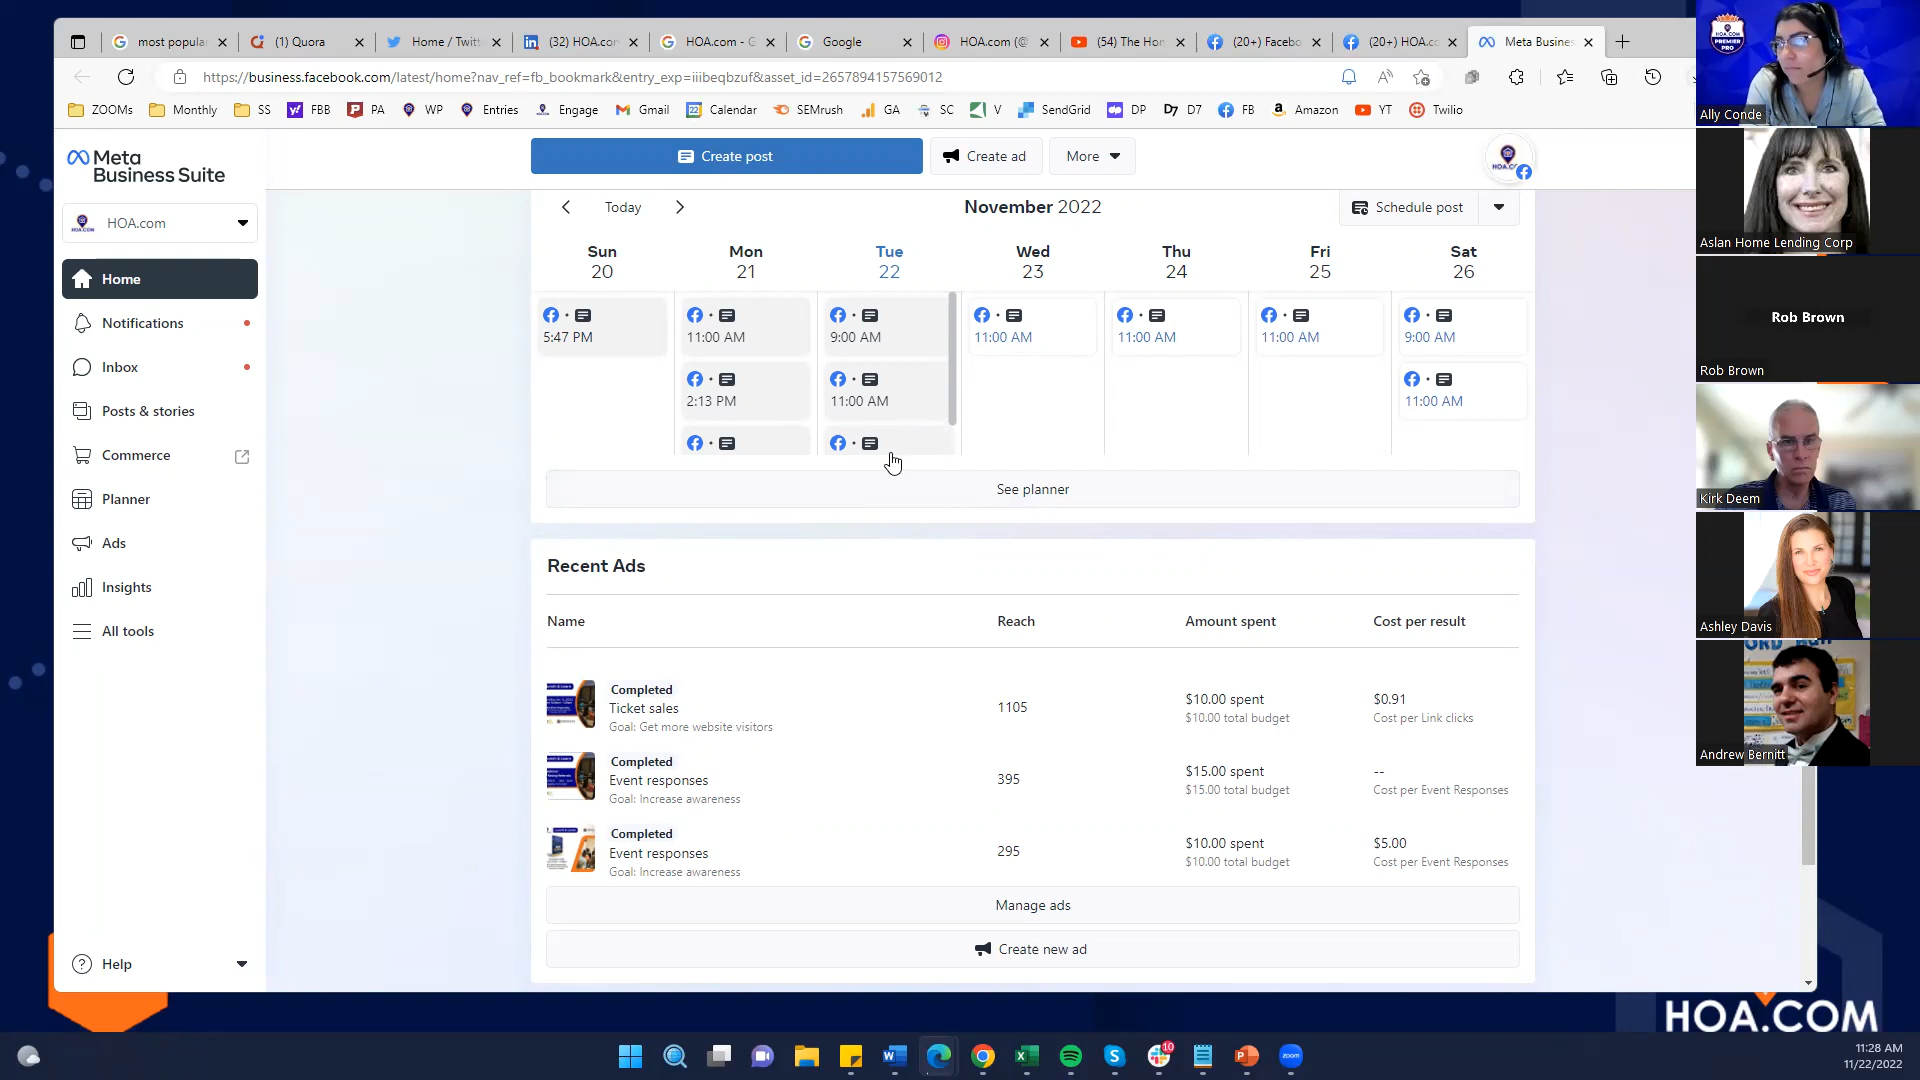 most popula
(1) Quora
Home / Twitt
(32) HOA.co
HOA.com - G
Google
HOA.com (@
(54) The Ho
(20+) Facebo
(20+) HOA.c
Meta Busines
https://business.facebook.com/latest/home?nav_ref=fb_bookmark&entry_exp=iiibeqbzuf&asset_id=2657894157569012
ZOOMs
Monthly
SS
FBB
PA
WP
Entries
Engage
Gmail
Calendar
SEMrush
GA
SC
V
SendGrid
DP
D7
FB
Amazon
YT
Twilio
Meta
Business Suite
HOA.com
Home
Notifications
Inbox
Posts & stories
Commerce
Planner
Ads
Insights
All tools
Help
Create post
Create ad
More
Today
November 2022
Schedule post
Sun Mon Tue Wed Thu Fri Sat
20 21 22 23 24 25 26
5:47 PM 11:00 AM 9:00 AM 11:00 AM 11:00 AM 11:00 AM 9:00 AM
2:13 PM 11:00 AM 11:00 AM
See planner
Recent Ads
Name Reach Amount spent Cost per result
Completed
Ticket sales
Goal: Get more website visitors
1105
$10.00 spent
$10.00 total budget
$0.91
Cost per Link clicks
Completed
Event responses
Goal: Increase awareness
395
$15.00 spent
$15.00 total budget
--
Cost per Event Responses
Completed
Event responses
Goal: Increase awareness
295
$10.00 spent
$10.00 total budget
$5.00
Cost per Event Responses
Manage ads
Create new ad
HOA.COM
PREMIER
PRO
Ally Conde
Aslan Home Lending Corp
Rob Brown
Rob Brown
Kirk Deem
Ashley Davis
Andrew Bernitt
HOA.COM
10
zoom
11:28 AM
11/22/2022